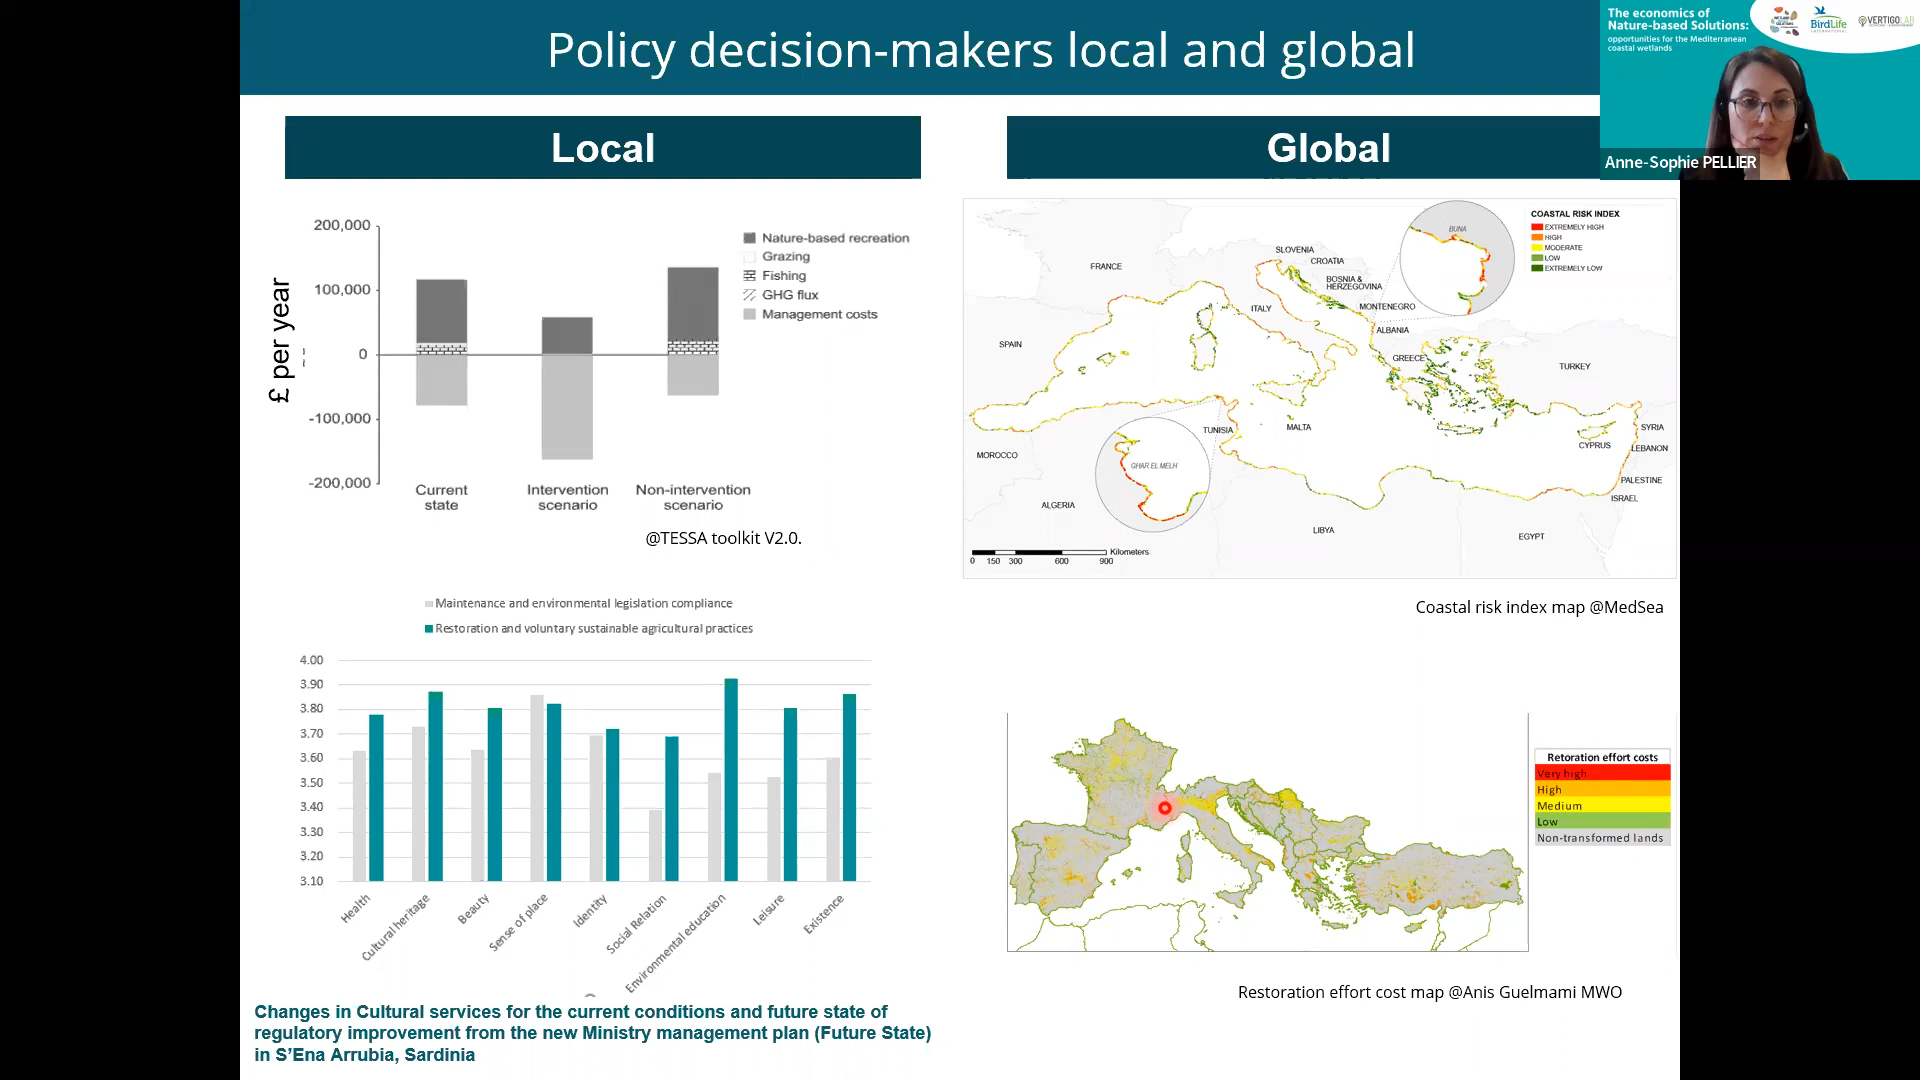 Policy decision-makers local and global
The economics of
Nature-based Solutions:
opportunities for the Mediterranean
coastal wetlands
BirdLife
INTERNATIONAL
VERTIGOLAB
Anne-Sophie PELLIER
Local
£ per year
200,000
100,000
0
-100,000
-200,000
Nature-based recreation
Grazing
Fishing
GHG flux
Management costs
Current
state
Intervention
scenario
Non-intervention
scenario
@TESSA toolkit V2.0.
Maintenance and environmental legislation compliance
Restoration and voluntary sustainable agricultural practices
4.00
3.90
3.80
3.70
3.60
3.50
3.40
3.30
3.20
3.10
Health
Cultural heritage
Beauty
Sense of place
Identity
Social Relation
Environmental education
Leisure
Existence
Changes in Cultural services for the current conditions and future state of
regulatory improvement from the new Ministry management plan (Future State)
in S'Ena Arrubia, Sardinia
Global
COASTAL RISK INDEX
EXTREMELY HIGH
HIGH
MODERATE
LOW
EXTREMELY LOW
BUNA
SLOVENIA
CROATIA
FRANCE
BOSNIA &
HERZEGOVINA
MONTENEGRO
ITALY
ALBANIA
SPAIN
GREECE
TURKEY
TUNISIA
MALTA
SYRIA
CYPRUS
LEBANON
MOROCCO
GHAR EL MELH
PALESTINE
ISRAEL
ALGERIA
LIBYA
EGYPT
Kilometers
0 150 300 600 900
Coastal risk index map @MedSea
Retoration effort costs
Very high
High
Medium
Low
Non-transformed lands
Restoration effort cost map @Anis Guelmami MWO